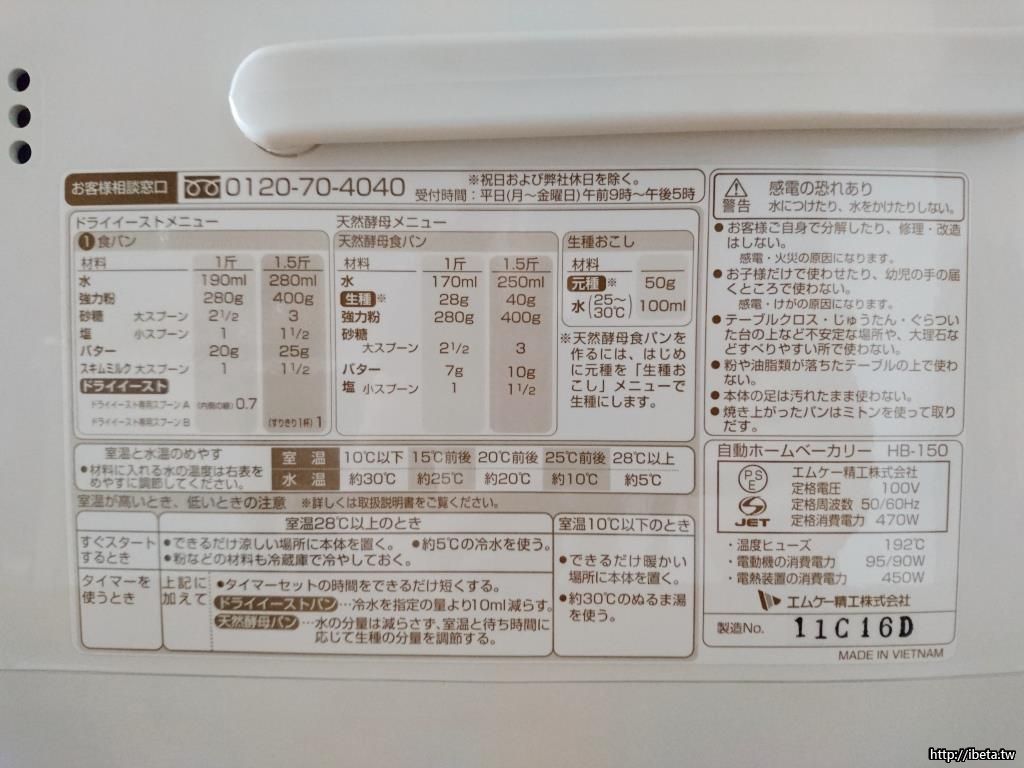 お客様相談窓口 0120-70-4040 ※祝日および弊社休日を除く。
受付時間：平日(月〜金曜日)午前9時〜午後5時
ドライイーストメニュー
❶食パン
材料 1斤 1.5斤
水 190ml 280ml
強力粉 280g 400g
砂糖 大スプーン 2 1/2 3
塩 小スプーン 1 1 1/2
バター 20g 25g
スキムミルク 大スプーン 1 1 1/2
ドライイースト
ドライイースト専用スプーンA (内側の線)0.7
ドライイースト専用スプーンB (すりきり1杯)1
天然酵母メニュー
天然酵母食パン
材料 1斤 1.5斤
水 170ml 250ml
生種※ 28g 40g
強力粉 280g 400g
砂糖
大スプーン 2 1/2 3
バター 7g 10g
塩 小スプーン 1 1 1/2
生種おこし
材料
元種※ 50g
水(25〜30℃) 100ml
※天然酵母食パンを
作るには、はじめ
に元種を「生種お
こし」メニューで
生種にします。
室温と水温のめやす
●材料に入れる水の温度は右表を
めやすに調節してください。
室温 10℃以下 15℃前後 20℃前後 25℃前後 28℃以上
水温 約30℃ 約25℃ 約20℃ 約10℃ 約5℃
室温が高いとき、低いときの注意 ※詳しくは取扱説明書をご覧ください。
室温28℃以上のとき
すぐスタート
するとき
●できるだけ涼しい場所に本体を置く。 ●約5℃の冷水を使う。
●粉などの材料も冷蔵庫で冷やしておく。
タイマーを
使うとき
上記に
加えて
●タイマーセットの時間をできるだけ短くする。
ドライイーストパン…冷水を指定の量より10ml減らす。
天然酵母パン…水の分量は減らさず、室温と待ち時間に
応じて生種の分量を調節する。
室温10℃以下のとき
●できるだけ暖かい
場所に本体を置く。
●約30℃のぬるま湯
を使う。
警告
感電の恐れあり
水につけたり、水をかけたりしない。
●お客様ご自身で分解したり、修理・改造
はしない。
感電・火災の原因になります。
●お子様だけで使わせたり、幼児の手の届
くところで使わない。
感電・けがの原因になります。
●テーブルクロス・じゅうたん・ぐらつい
た台の上など不安定な場所や、大理石な
どすべりやすい所で使わない。
●粉や油脂類が落ちたテーブルの上で使わ
ない。
●本体の足は汚れたまま使わない。
●焼き上がったパンはミトンを使って取り
だす。
自動ホームベーカリー HB-150
PSE
JET
エムケー精工株式会社
定格電圧 100V
定格周波数 50/60Hz
定格消費電力 470W
・温度ヒューズ 192℃
・電動機の消費電力 95/90W
・電熱装置の消費電力 450W
エムケー精工株式会社
製造No. 11C16D
MADE IN VIETNAM
http://ibeta.tw